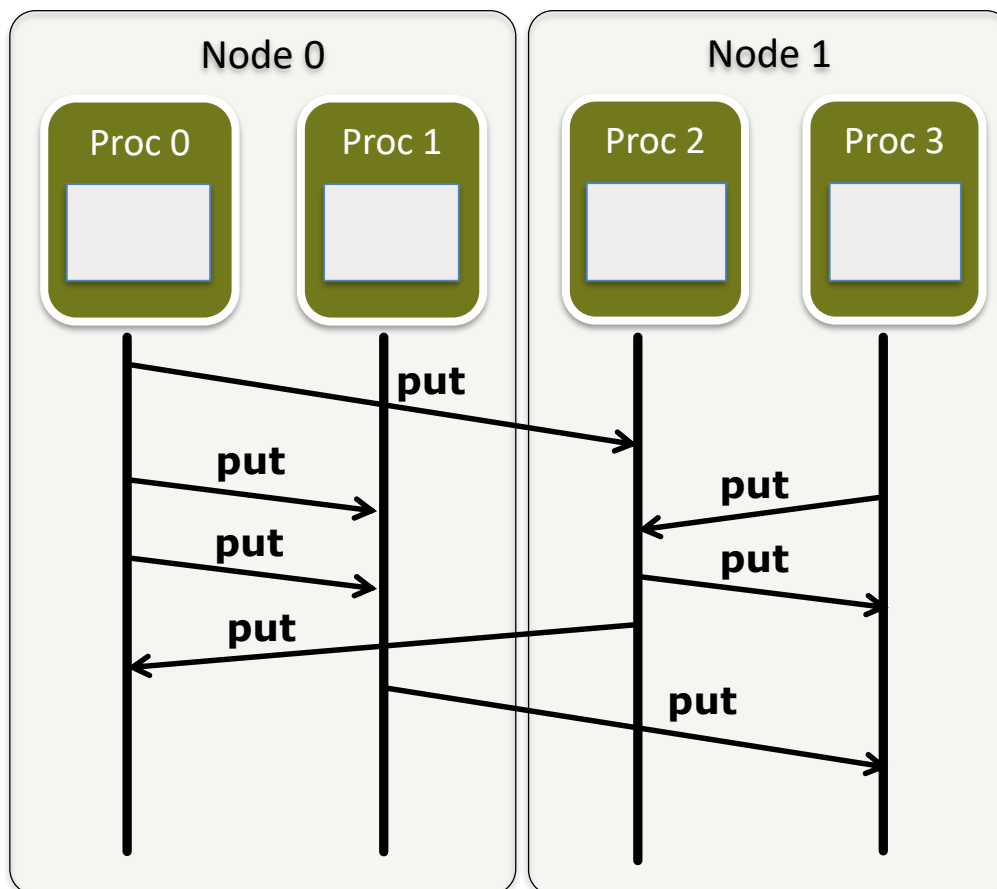 Node 0
Node 1
Proc 0
Proc 1
Proc 2
Proc 3
put
put
put
put
put
put
put